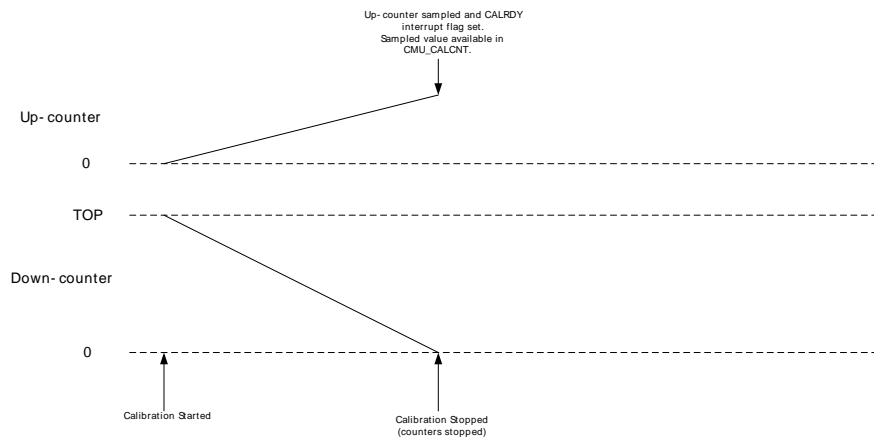 Up-counter sampled and CALRDY
interrupt flag set.
Sampled value available in
CMU_CALCNT.
Up-counter
0
TOP
Down-counter
0
Calibration Started
Calibration Stopped
(counters stopped)